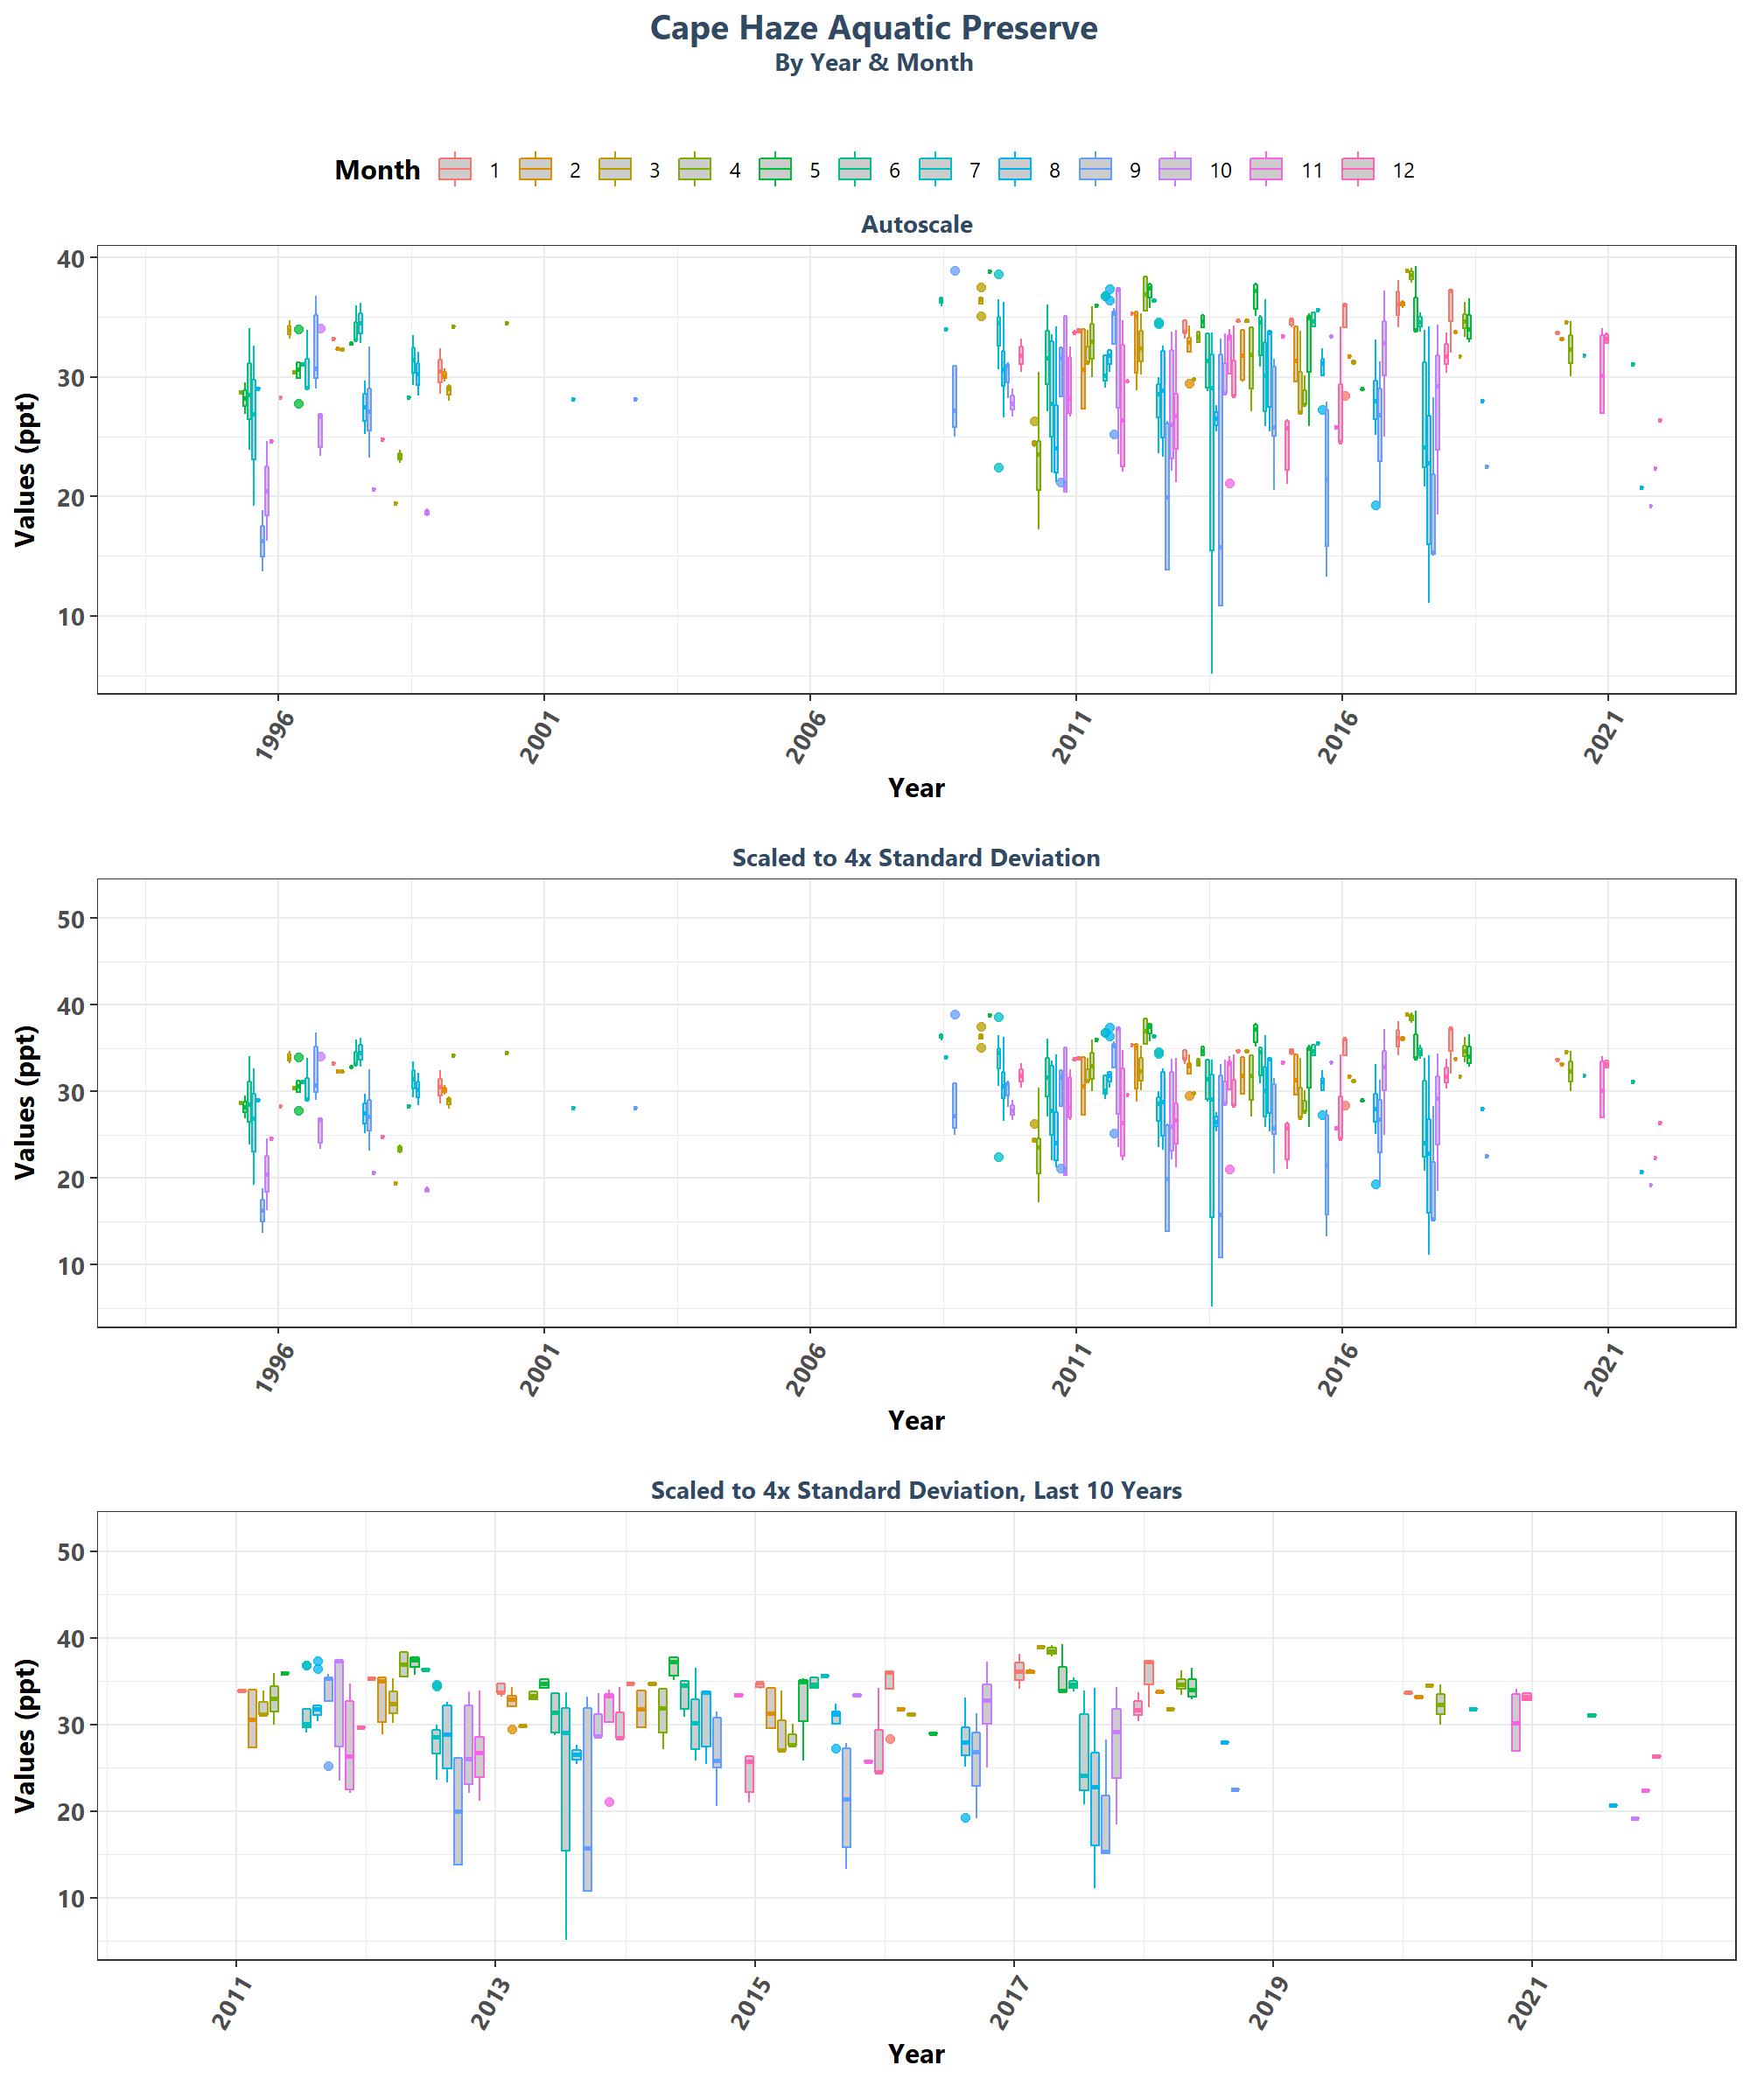 Cape Haze Aquatic Preserve
By Year & Month
Month 1 2 3 4 5 6 7 8 9 10 11 12
Autoscale
40
30
20
10
Values (ppt)
1996 2001 2006 2011 2016 2021
Year
Scaled to 4x Standard Deviation
50
40
30
20
10
Values (ppt)
1996 2001 2006 2011 2016 2021
Year
Scaled to 4x Standard Deviation, Last 10 Years
50
40
30
20
10
Values (ppt)
2011 2013 2015 2017 2019 2021
Year